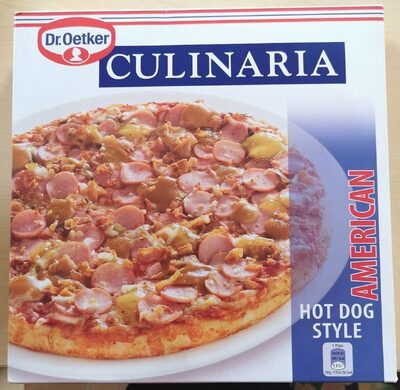 Dr.Oetker
CULINARIA
AMERICAN
HOT DOG
STYLE